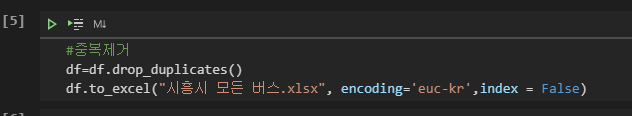 [5]
M↓
#중복제거
df=df.drop_duplicates()
df.to_excel("시흥시 모든 버스.xlsx", encoding='euc-kr',index = False)